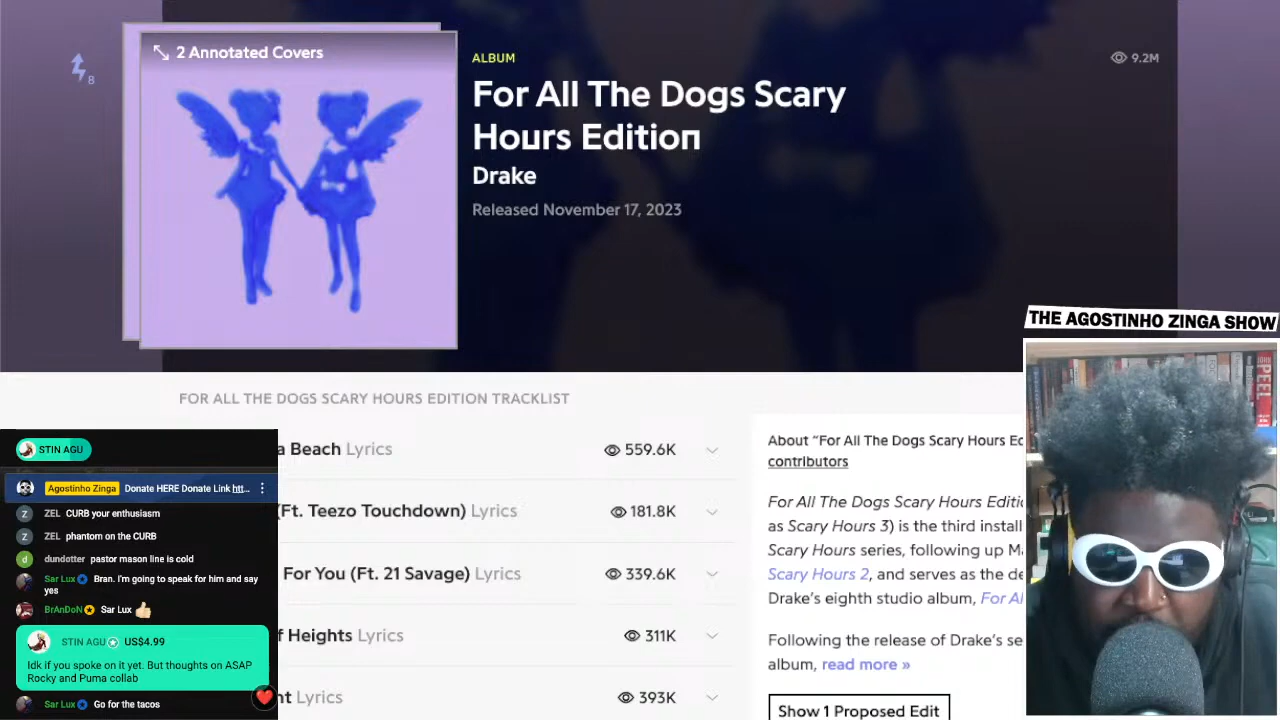 2 Annotated Covers
8
ALBUM
9.2M
For All The Dogs Scary
Hours Edition
Drake
Released November 17, 2023
THE AGOSTINHO ZINGA SHOW
FOR ALL THE DOGS SCARY HOURS EDITION TRACKLIST
a Beach Lyrics
559.6K
(Ft. Teezo Touchdown) Lyrics
181.8K
For You (Ft. 21 Savage) Lyrics
339.6K
f Heights Lyrics
311K
nt Lyrics
393K
About “For All The Dogs Scary Hours Ed
contributors
For All The Dogs Scary Hours Editio
as Scary Hours 3) is the third install
Scary Hours series, following up Ma
Scary Hours 2, and serves as the de
Drake’s eighth studio album, For Al
Following the release of Drake’s se
album, read more »
Show 1 Proposed Edit
STIN AGU
Agostinho Zinga Donate HERE Donate Link htt...
Z ZEL CURB your enthusiasm
Z ZEL phantom on the CURB
d dundotter pastor mason line is cold
Sar Lux Bran. I'm going to speak for him and say
yes
BrAnDoN Sar Lux
STIN AGU US$4.99
Idk if you spoke on it yet. But thoughts on ASAP
Rocky and Puma collab
Sar Lux Go for the tacos
PEEL